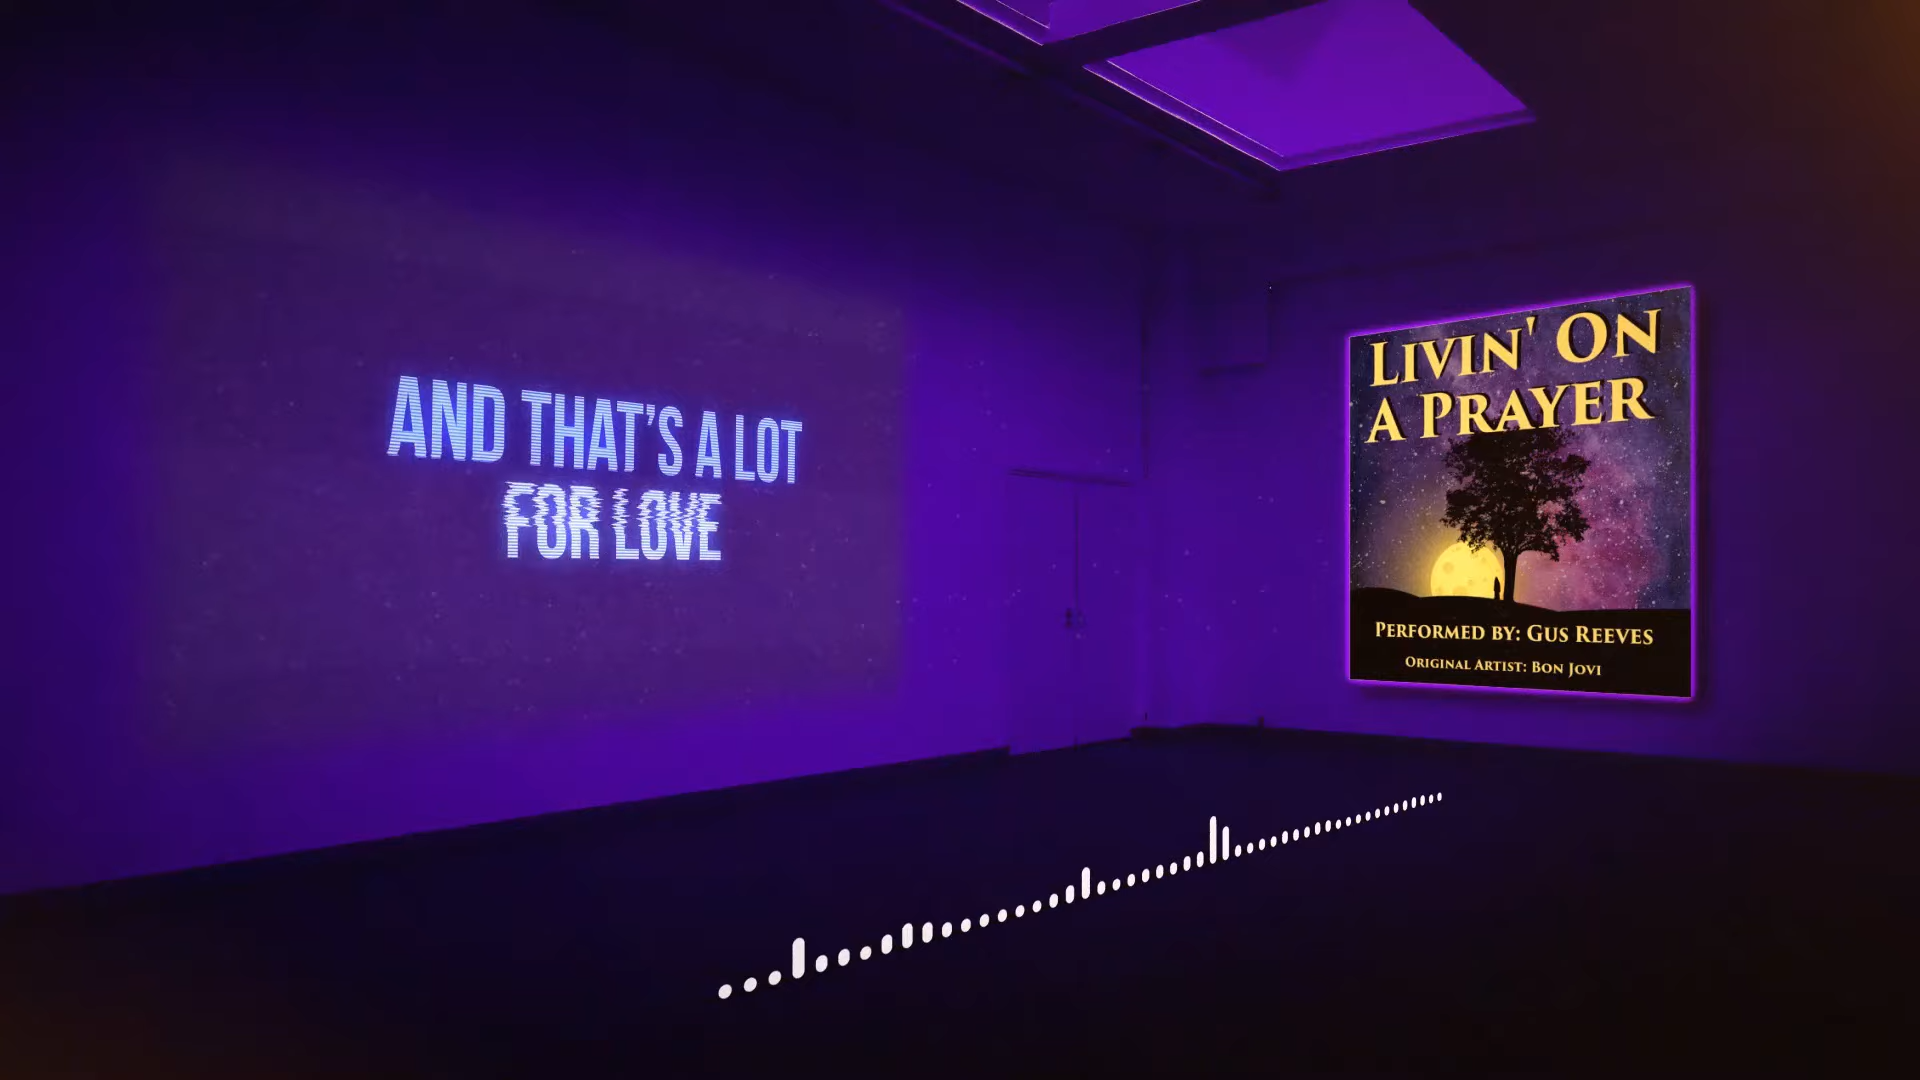 AND THAT'S A LOT
FOR LOVE
LIVIN' ON
A PRAYER
PERFORMED BY: GUS REEVES
ORIGINAL ARTIST: BON JOVI